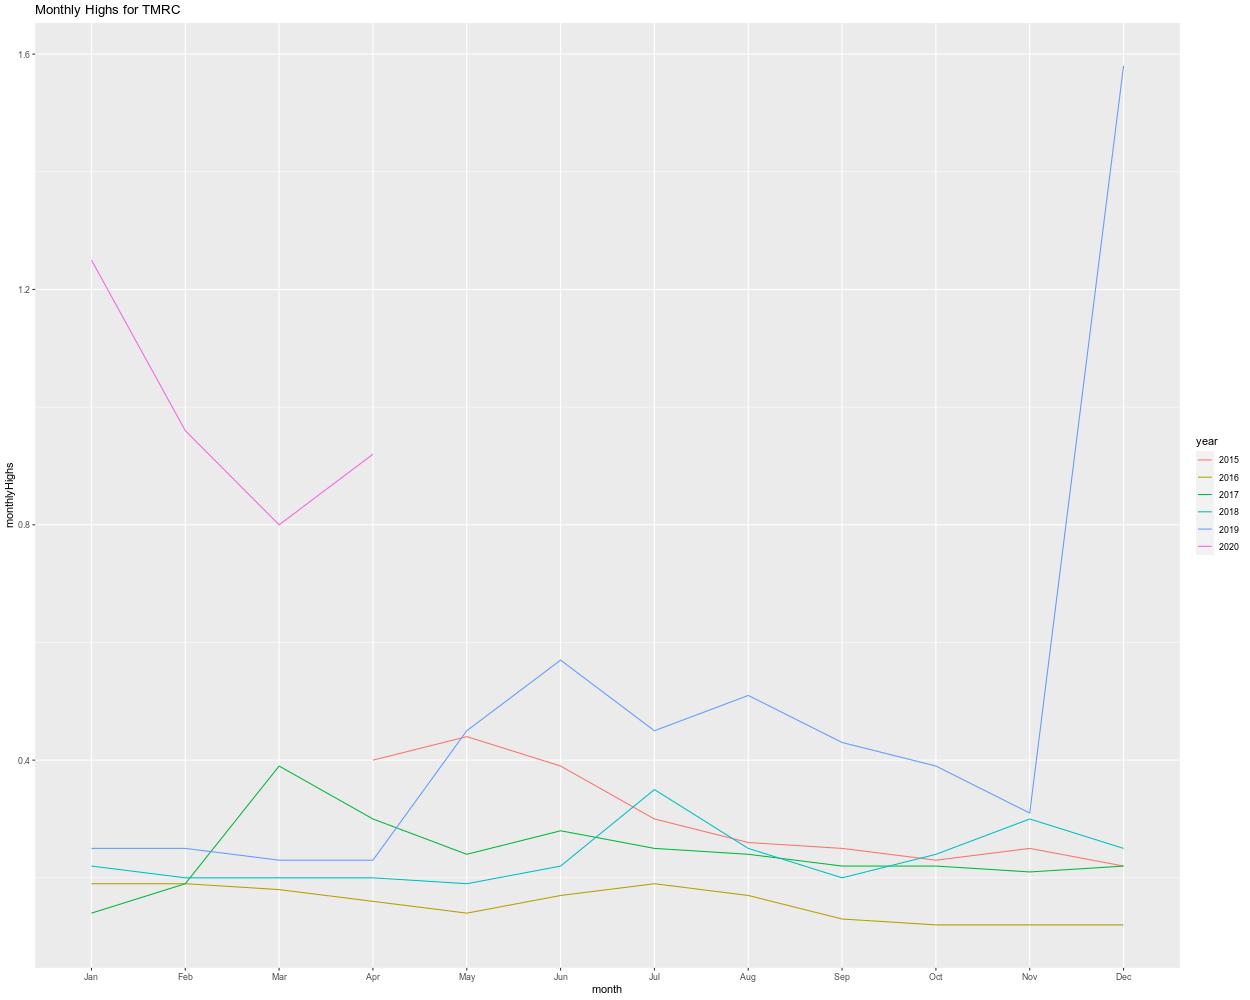 Monthly Highs for TMRC
monthlyHighs
1.6
1.2
0.8
0.4
Jan Feb Mar Apr May Jun Jul Aug Sep Oct Nov Dec
month
year
2015
2016
2017
2018
2019
2020